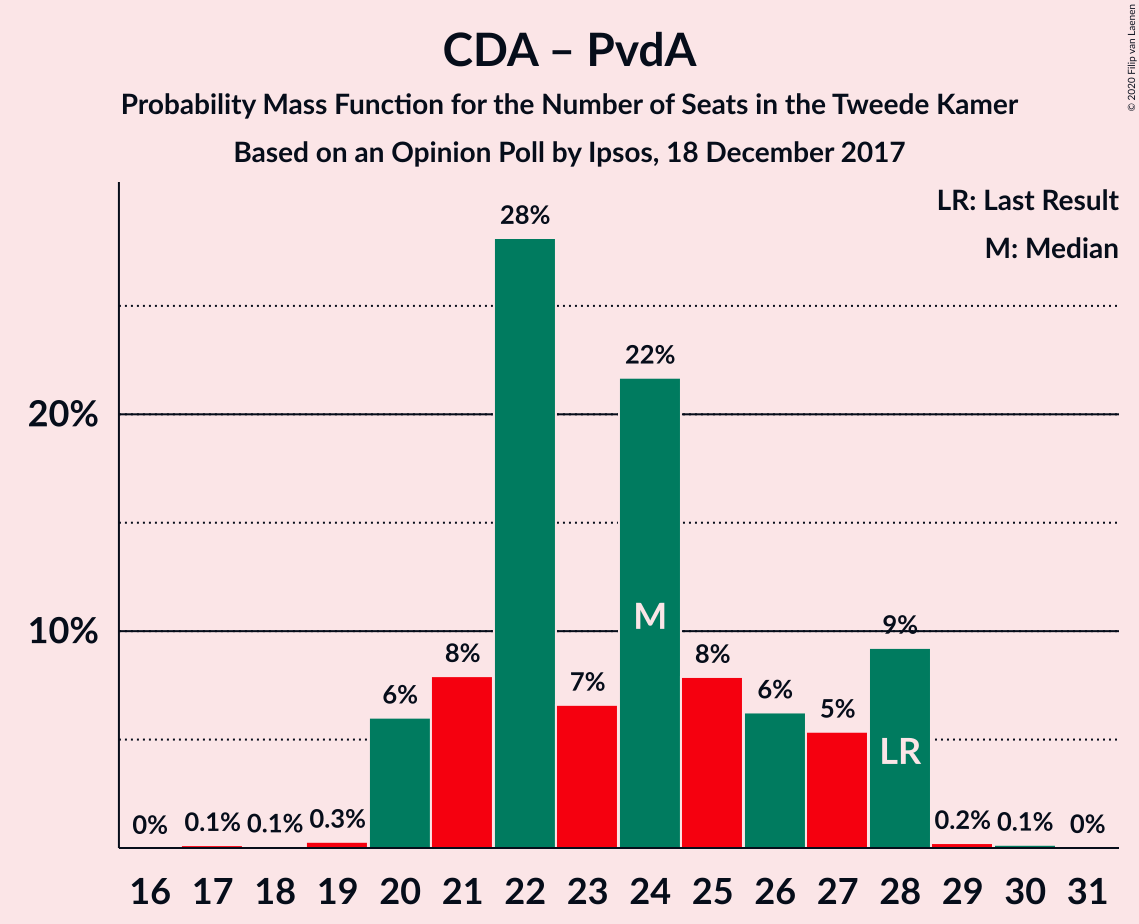 CDA – PvdA
Probability Mass Function for the Number of Seats in the Tweede Kamer
Based on an Opinion Poll by Ipsos, 18 December 2017
© 2020 Filip van Laenen
LR: Last Result
M: Median
28%
22%
20%
M
10%
9%
8%
8%
7%
6%
6%
5%
LR
0%
0.1%
0.1%
0.3%
0.2%
0.1%
0%
16 17 18 19 20 21 22 23 24 25 26 27 28 29 30 31